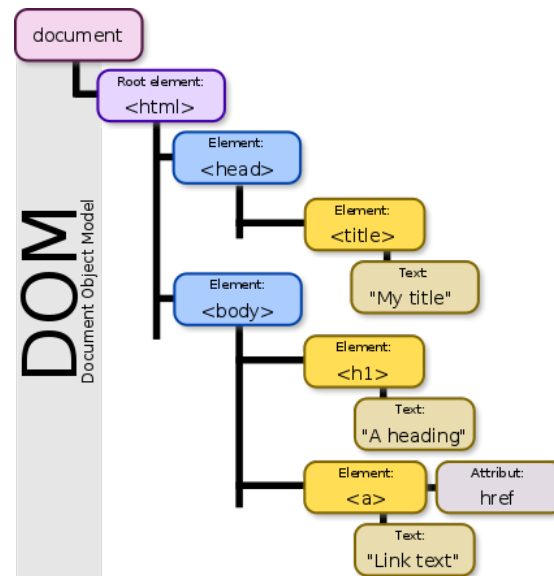 document
Root element:
<html>
Element:
<head>
Element:
<title>
Text
"My title"
DOM
Document Object Model
Element:
<body>
Element:
<h1>
Text:
"A heading"
Element:
<a>
Attribut:
href
Text:
"Link text"